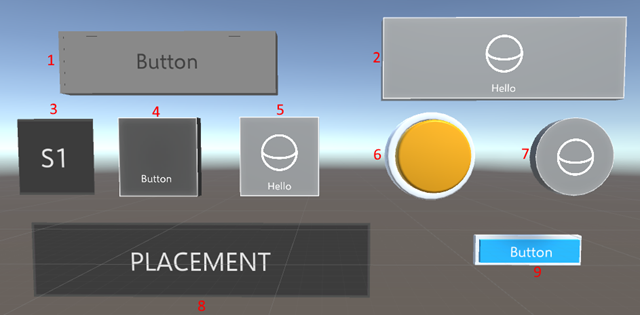 1
Button
2
Hello
3
S1
4
Button
5
Hello
6
7
PLACEMENT
8
Button
9